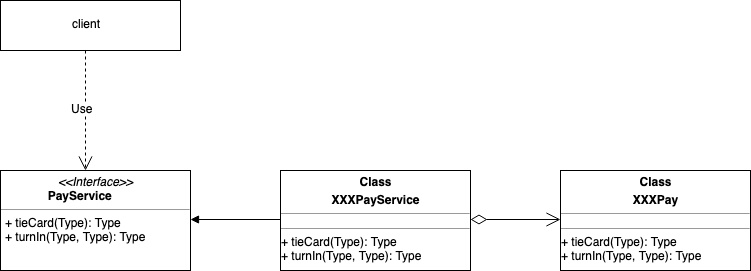 client
Use
<<Interface>>
PayService
+ tieCard(Type): Type
+ turnIn(Type, Type): Type
Class
XXXPayService
+ tieCard(Type): Type
+ turnIn(Type, Type): Type
Class
XXXPay
+ tieCard(Type): Type
+ turnIn(Type, Type): Type